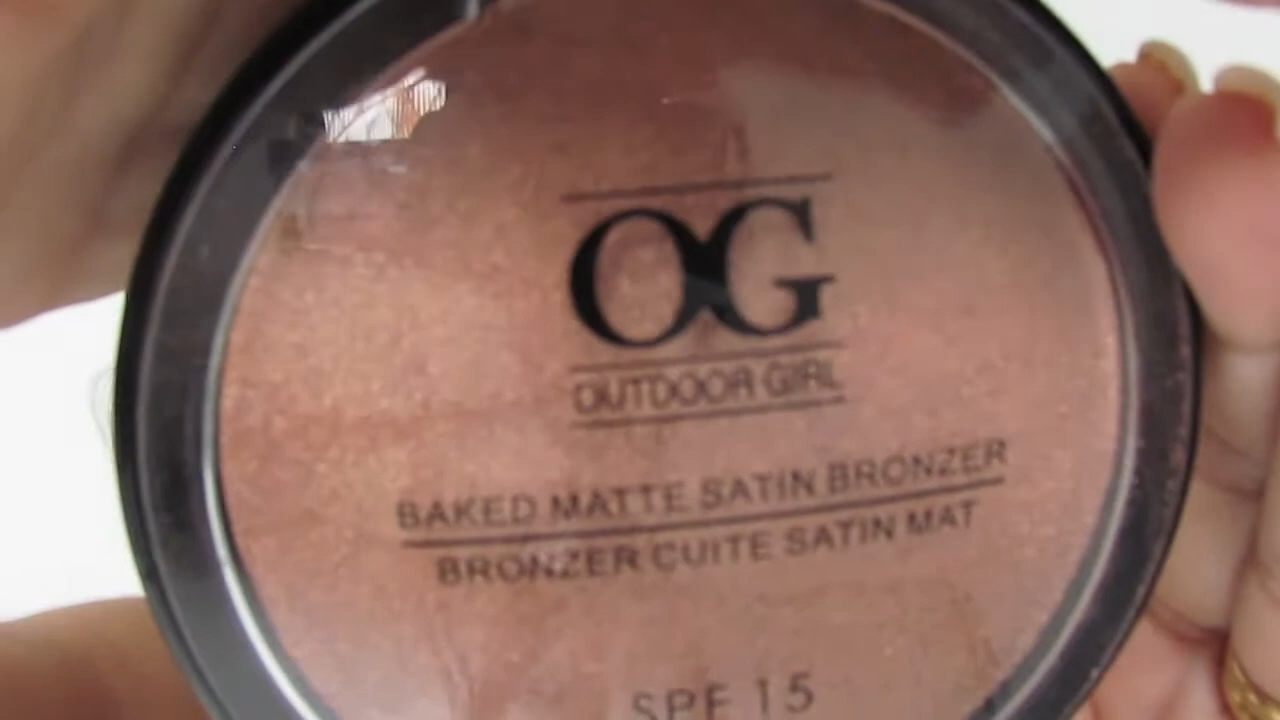 OG
OUTDOOR GIRL
BAKED MATTE SATIN BRONZER
BRONZER CUITE SATIN MAT
SPF 15